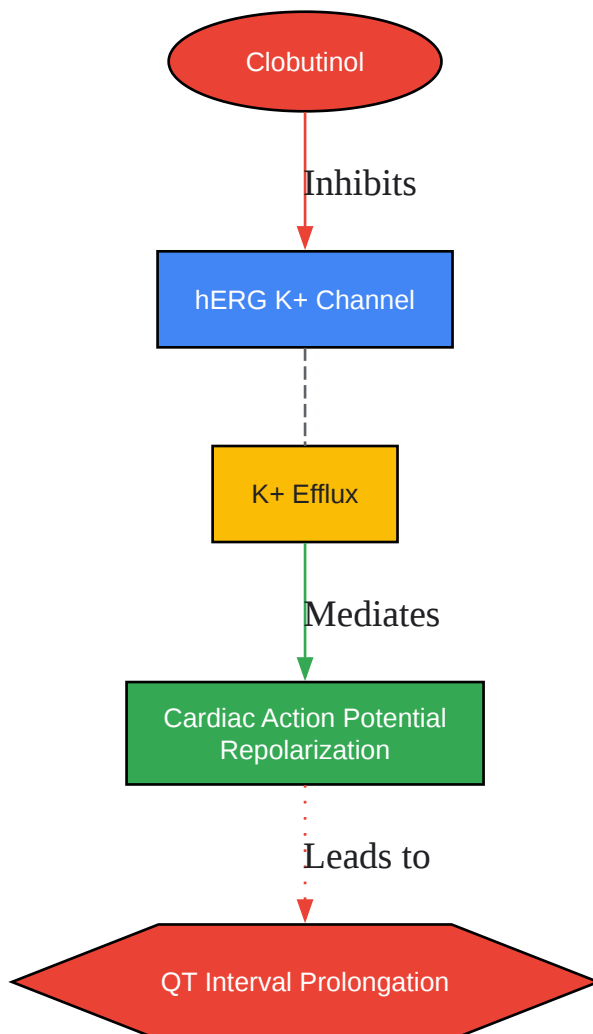 Clobutinol
Inhibits
hERG K+ Channel
K+ Efflux
Mediates
Cardiac Action Potential
Repolarization
Leads to
QT Interval Prolongation